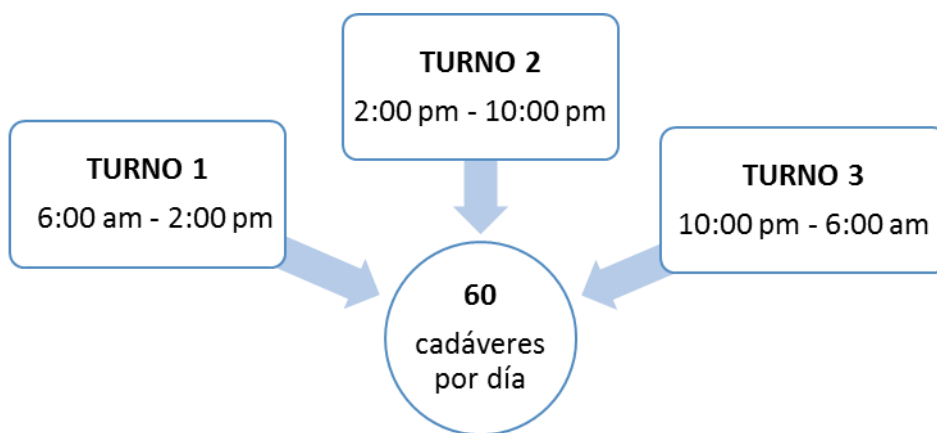 TURNO 1
6:00 am - 2:00 pm
TURNO 2
2:00 pm - 10:00 pm
TURNO 3
10:00 pm - 6:00 am
60
cadáveres
por día